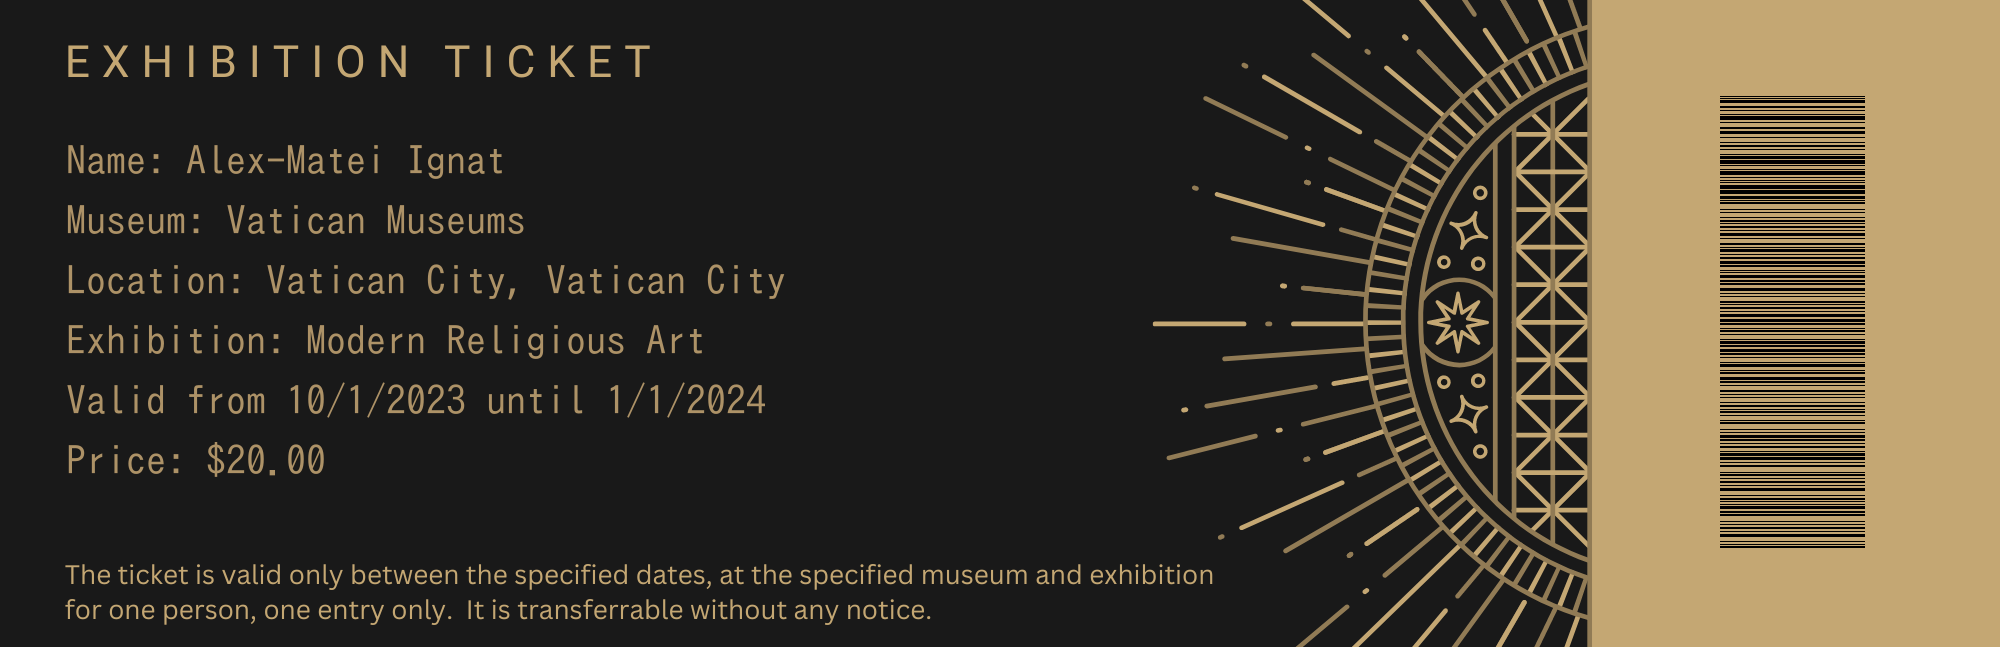 EXHIBITION TICKET
Name: Alex-Matei Ignat
Museum: Vatican Museums
Location: Vatican City, Vatican City
Exhibition: Modern Religious Art
Valid from 10/1/2023 until 1/1/2024
Price: $20.00
The ticket is valid only between the specified dates, at the specified museum and exhibition
for one person, one entry only.  It is transferrable without any notice.